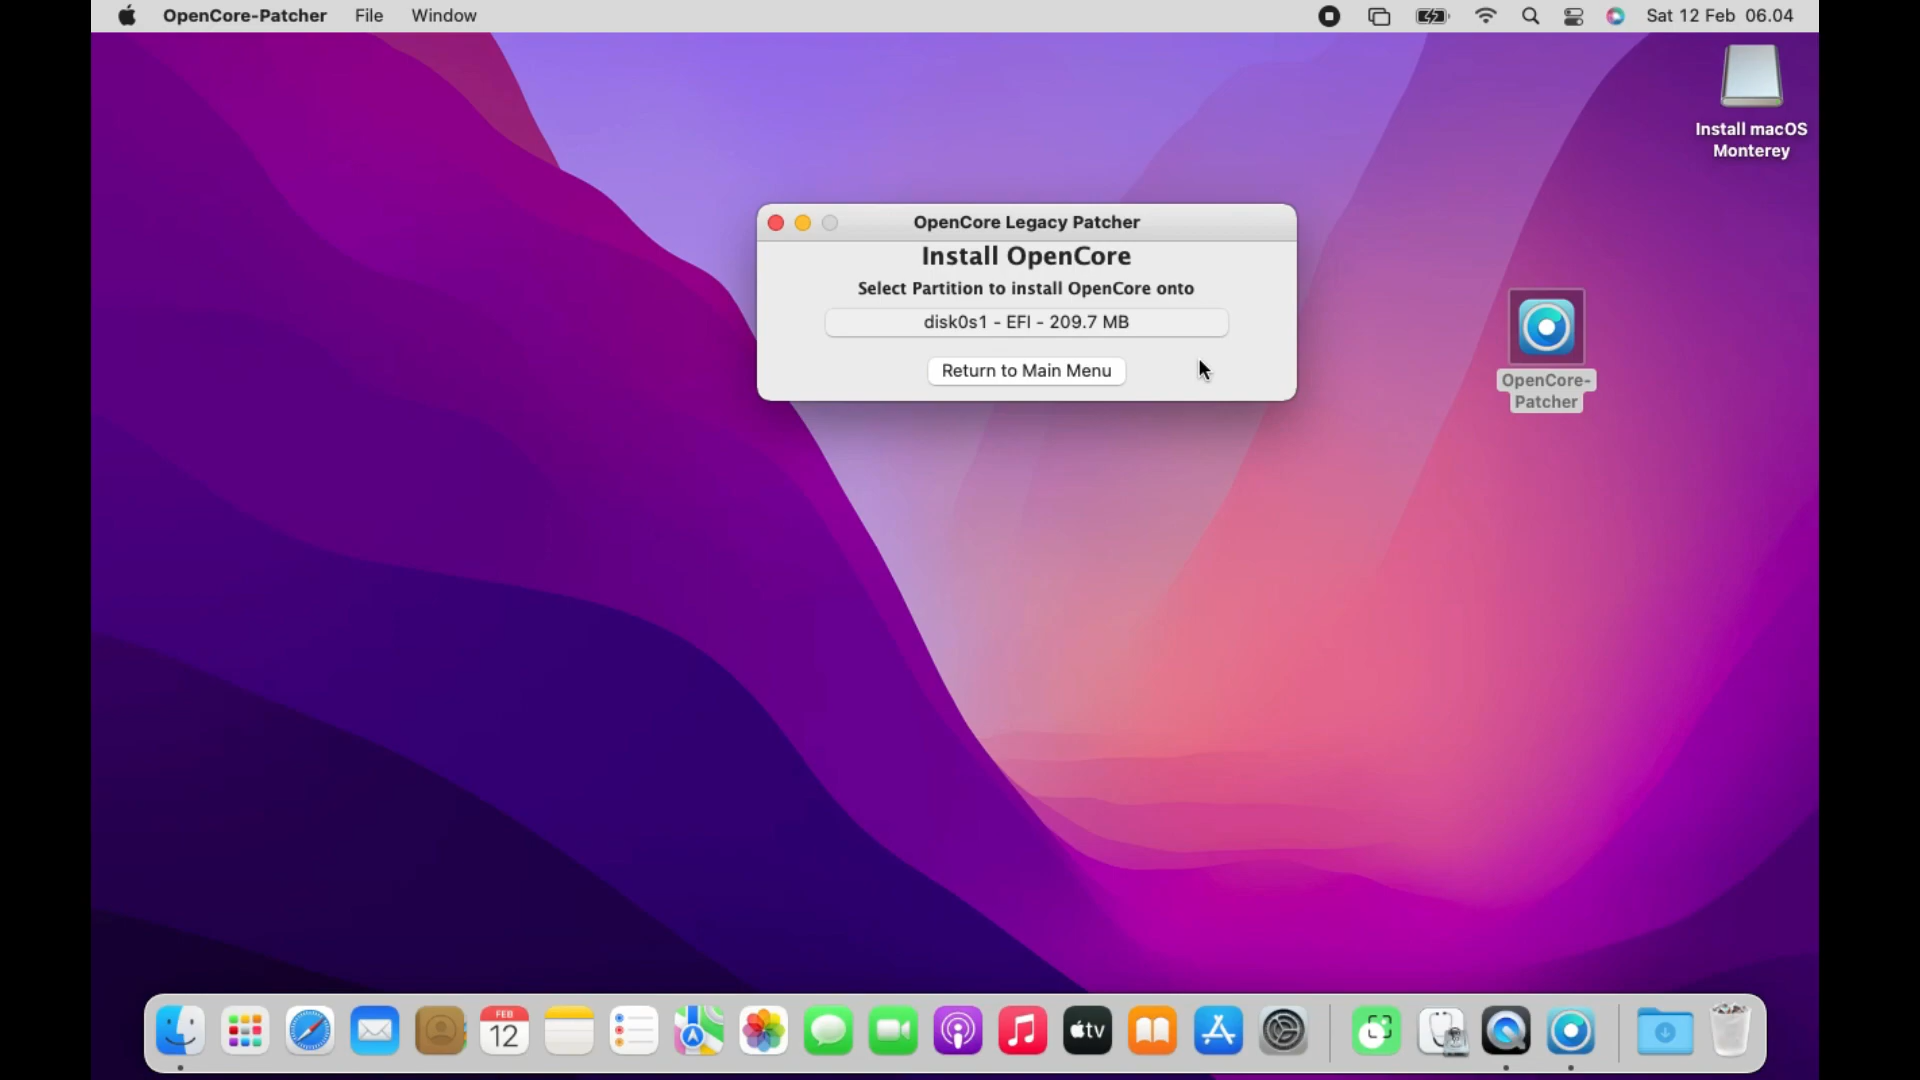 OpenCore-Patcher File Window Sat 12 Feb 06.04
Install macOS
Monterey
OpenCore Legacy Patcher
Install OpenCore
Select Partition to install OpenCore onto
disk0s1 - EFI - 209.7 MB
Return to Main Menu
OpenCore-
Patcher
FEB
12
tv